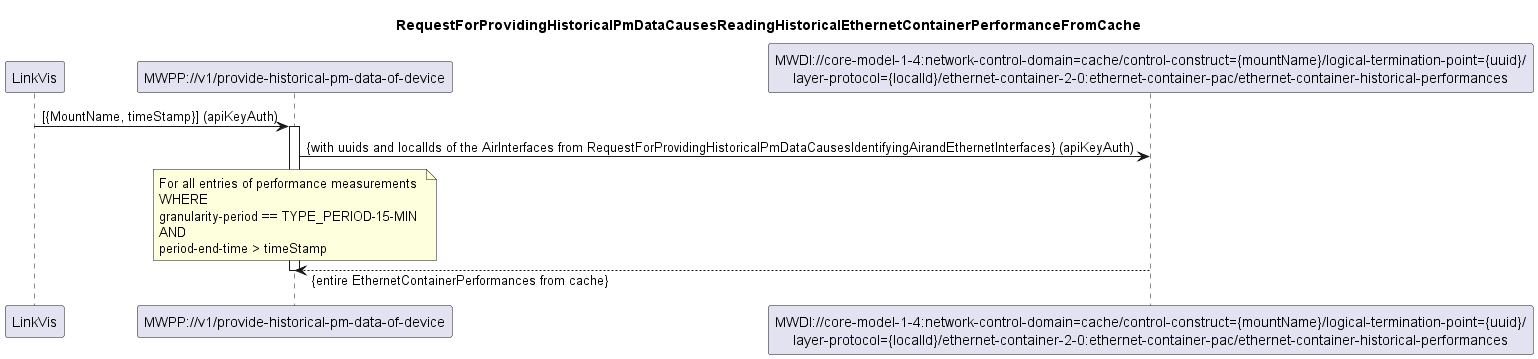 RequestForProvidingHistoricalPmDataCausesReadingHistoricalEthernetContainerPerformanceFromCache
LinkVis
MWPP://v1/provide-historical-pm-data-of-device
MWDI://core-model-1-4:network-control-domain=cache/control-construct={mountName}/logical-termination-point={uuid}/
layer-protocol={localId}/ethernet-container-2-0:ethernet-container-pac/ethernet-container-historical-performances
[{MountName, timeStamp}] (apiKeyAuth)
{with uuids and localIds of the AirInterfaces from RequestForProvidingHistoricalPmDataCausesIdentifyingAirandEthernetInterfaces} (apiKeyAuth)
For all entries of performance measurements
WHERE
granularity-period == TYPE_PERIOD-15-MIN
AND
period-end-time > timeStamp
{entire EthernetContainerPerformances from cache}
LinkVis
MWPP://v1/provide-historical-pm-data-of-device
MWDI://core-model-1-4:network-control-domain=cache/control-construct={mountName}/logical-termination-point={uuid}/
layer-protocol={localId}/ethernet-container-2-0:ethernet-container-pac/ethernet-container-historical-performances